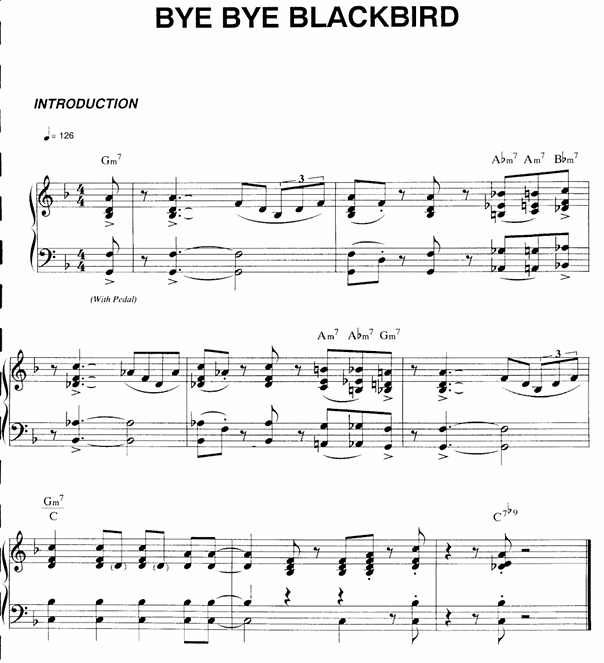 BYE BYE BLACKBIRD
INTRODUCTION
♩ = 126
Gm7 A♭m7 Am7 B♭m7
3
(With Pedal)
Am7 A♭m7 Gm7
3
Gm7
C
C7♭9